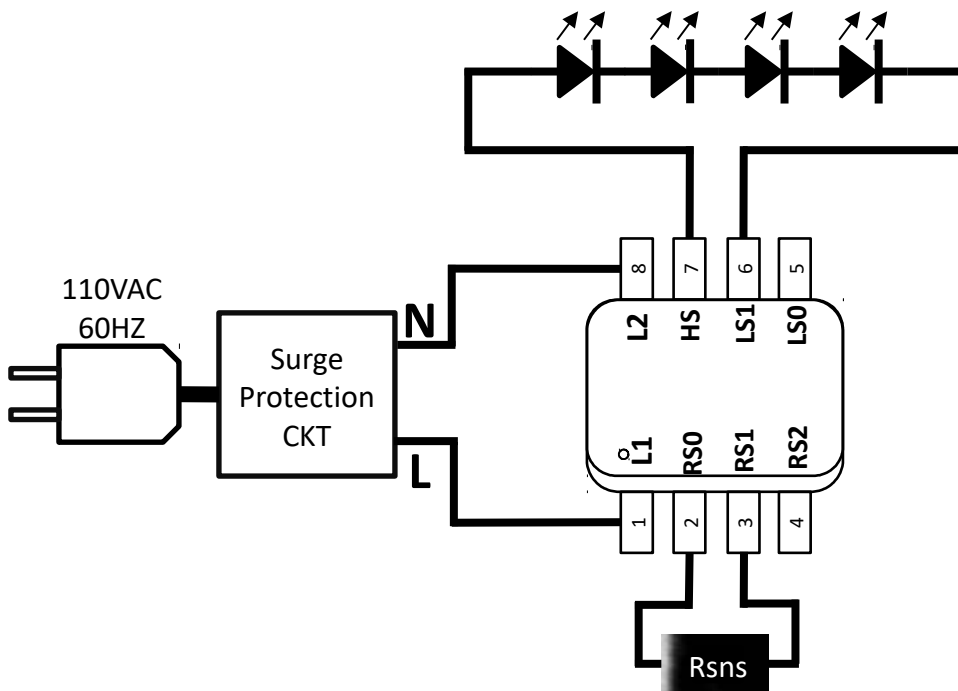 110VAC
60HZ
Surge
Protection
CKT
N
L
8
7
6
5
L2
HS
LS1
LS0
L1
RS0
RS1
RS2
1
2
3
4
Rsns